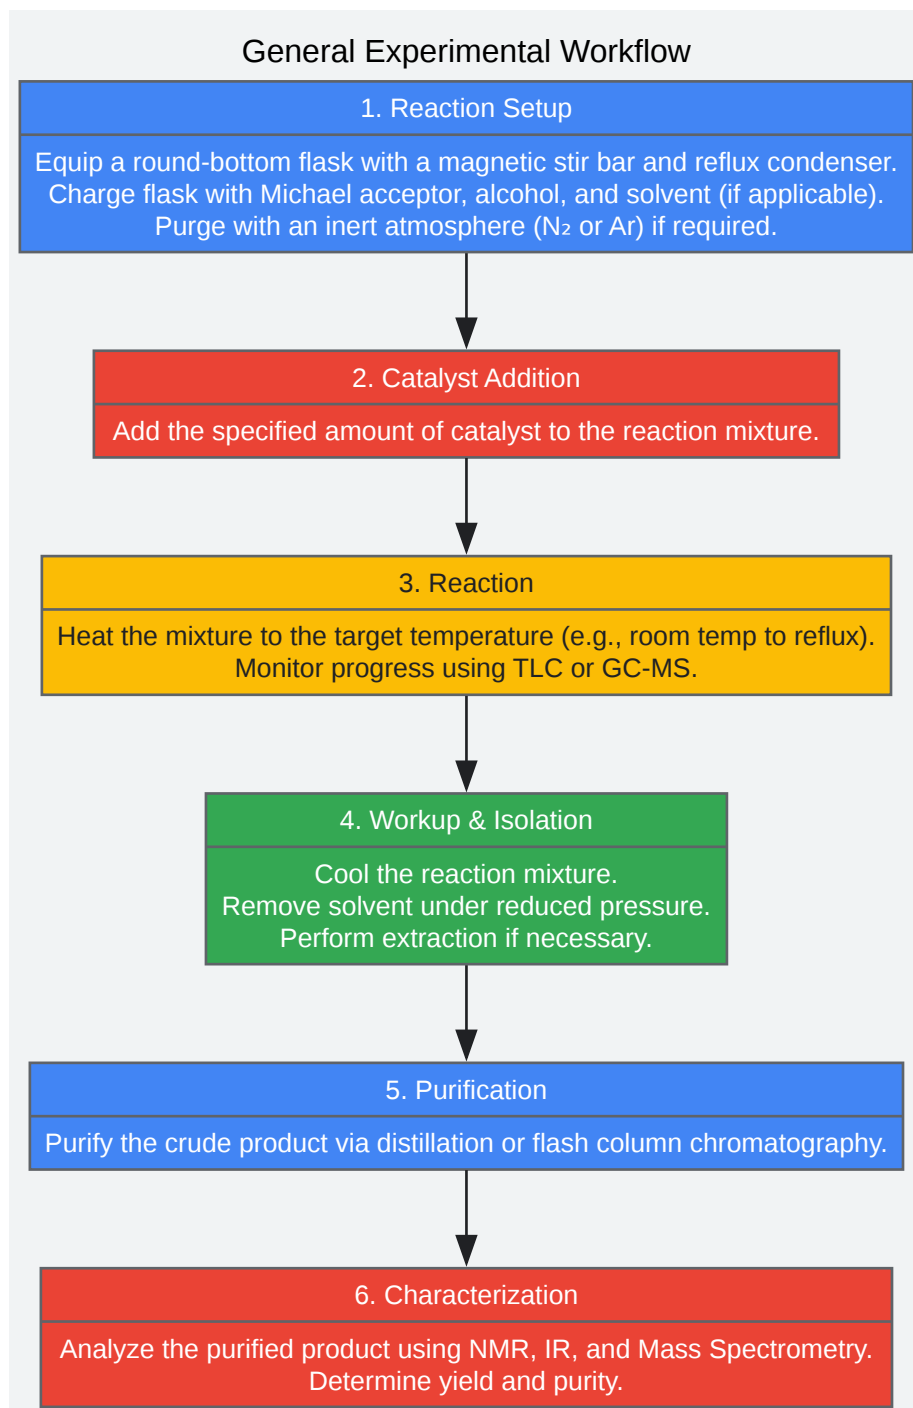 General Experimental Workflow
1. Reaction Setup
Equip a round-bottom flask with a magnetic stir bar and reflux condenser.
Charge flask with Michael acceptor, alcohol, and solvent (if applicable).
Purge with an inert atmosphere (N₂ or Ar) if required.
2. Catalyst Addition
Add the specified amount of catalyst to the reaction mixture.
3. Reaction
Heat the mixture to the target temperature (e.g., room temp to reflux).
Monitor progress using TLC or GC-MS.
4. Workup & Isolation
Cool the reaction mixture.
Remove solvent under reduced pressure.
Perform extraction if necessary.
5. Purification
Purify the crude product via distillation or flash column chromatography.
6. Characterization
Analyze the purified product using NMR, IR, and Mass Spectrometry.
Determine yield and purity.